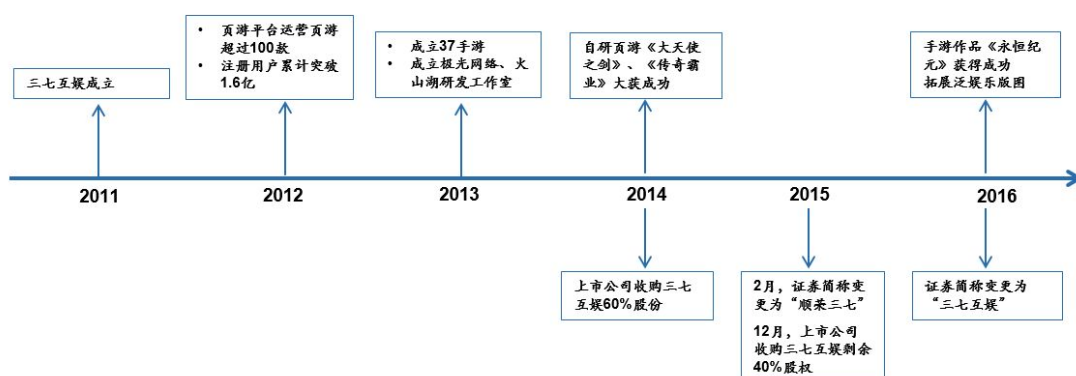 三七互娱成立
• 页游平台运营页游
超过100款
• 注册用户累计突破
1.6亿
• 成立37手游
• 成立极光网络、火
山湖研发工作室
自研页游《大天使
之剑》、《传奇霸
业》大获成功
手游作品《永恒纪
元》获得成功
拓展泛娱乐版图
2011
2012
2013
2014
2015
2016
上市公司收购三七
互娱60%股份
2月，证券简称变
更为“顺荣三七”
12月，上市公司
收购三七互娱剩余
40%股权
证券简称变更为
“三七互娱”